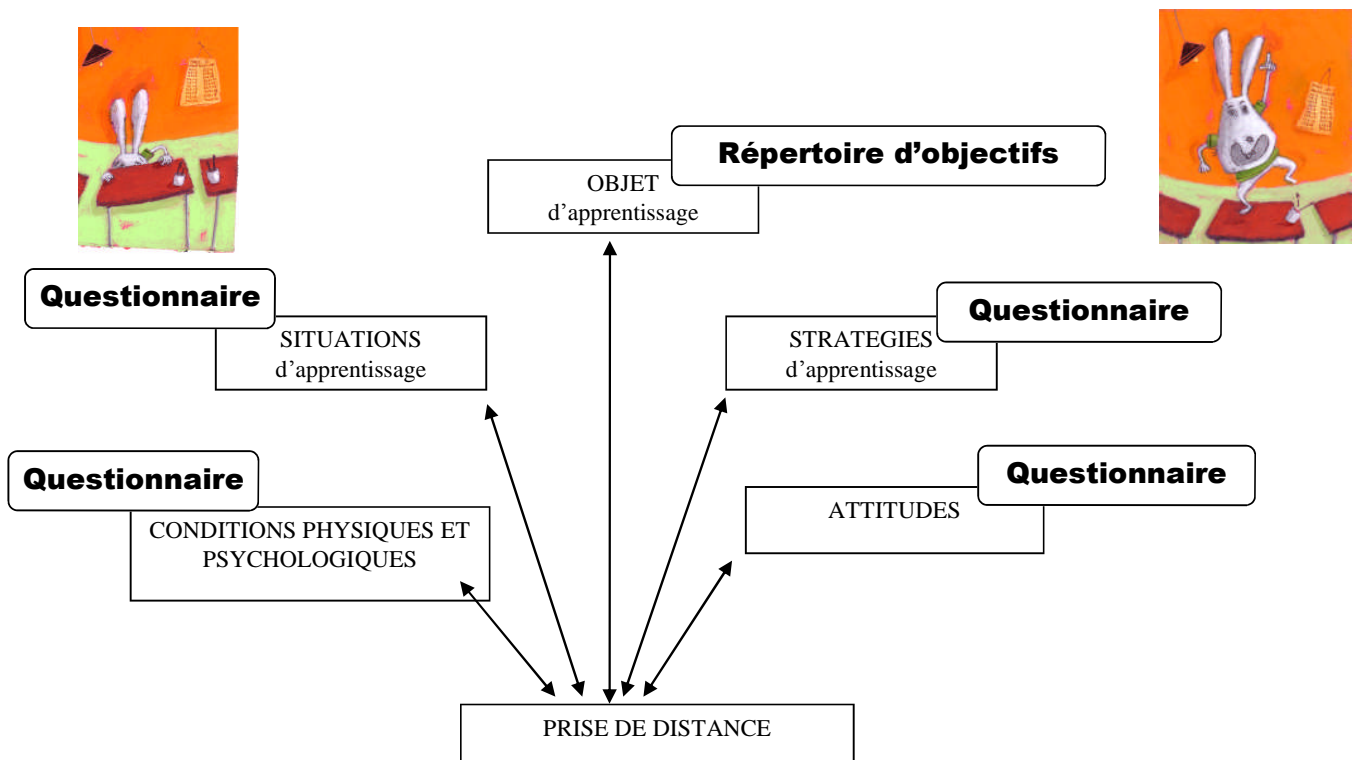 Répertoire d’objectifs
OBJET
d’apprentissage
Questionnaire
SITUATIONS
d’apprentissage
Questionnaire
STRATEGIES
d’apprentissage
Questionnaire
CONDITIONS PHYSIQUES ET
PSYCHOLOGIQUES
Questionnaire
ATTITUDES
PRISE DE DISTANCE